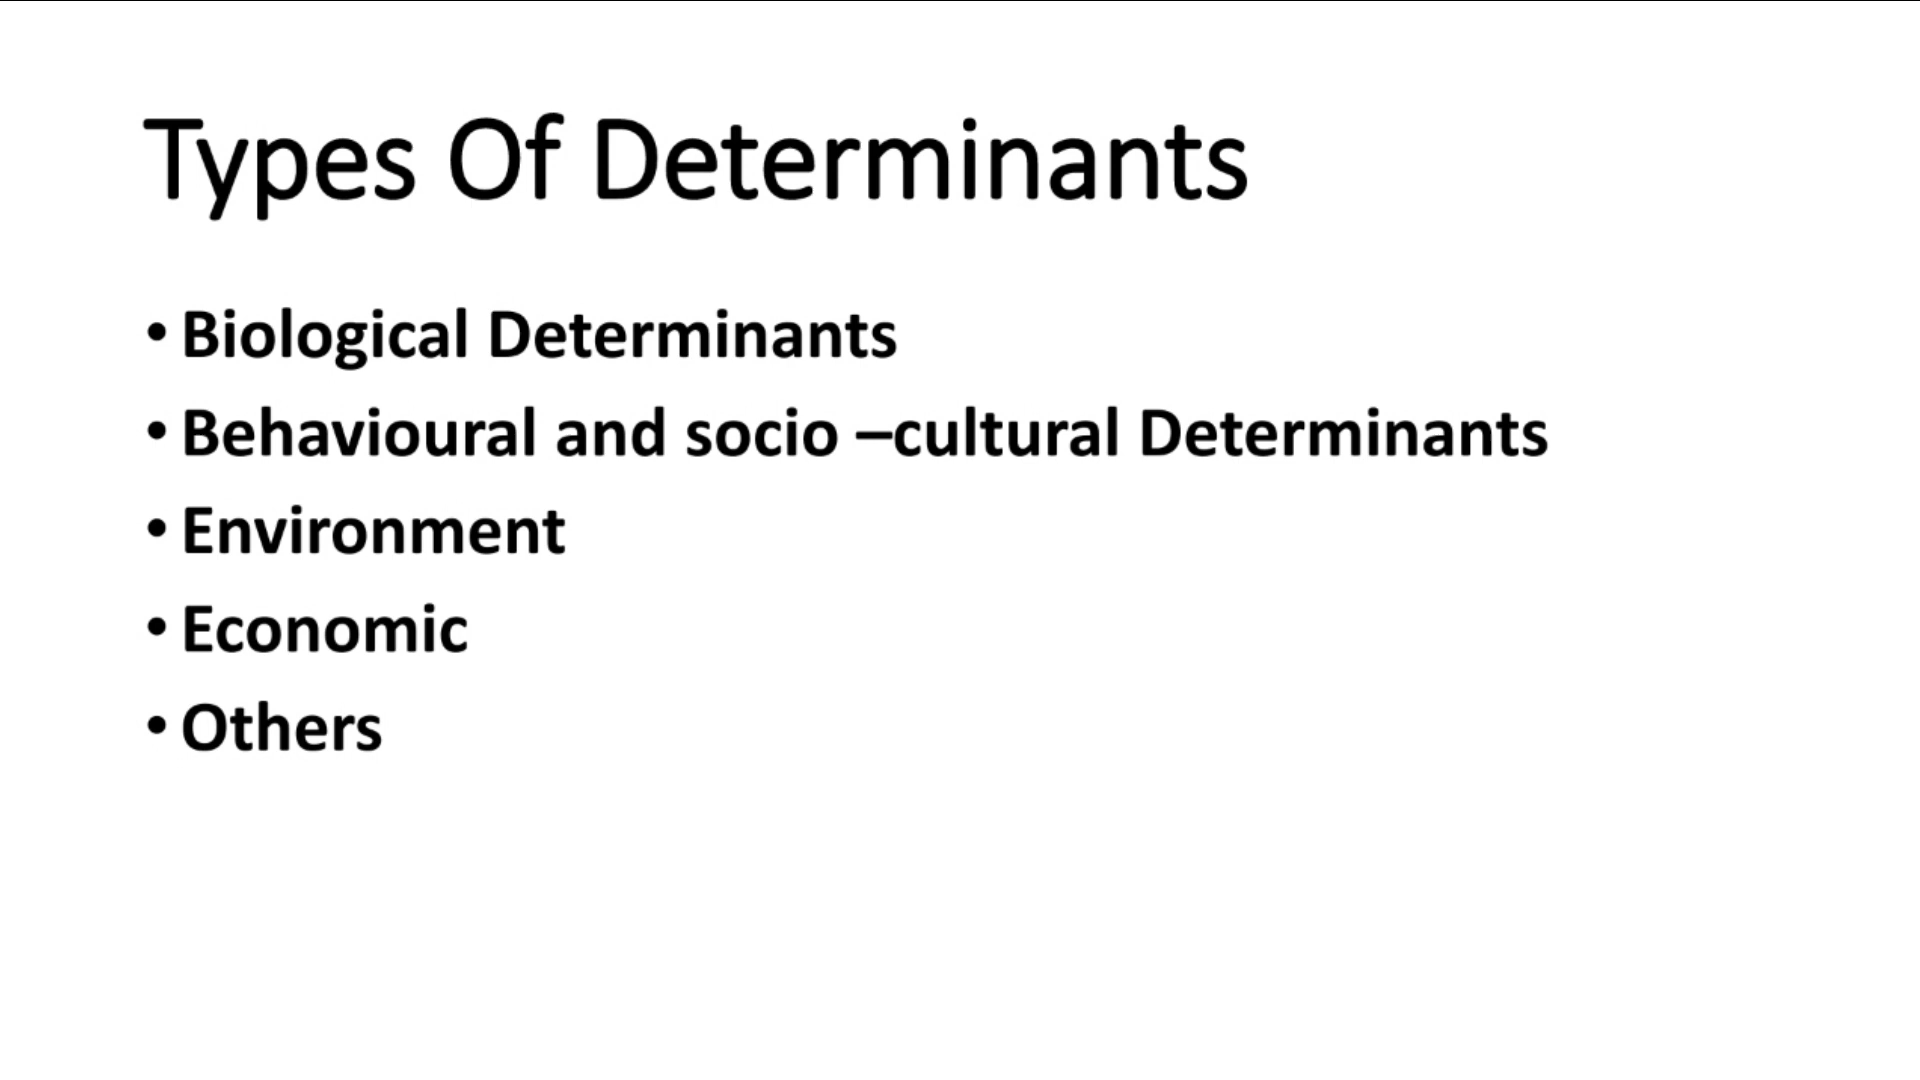 Types Of Determinants
• Biological Determinants
• Behavioural and socio –cultural Determinants
• Environment
• Economic
• Others